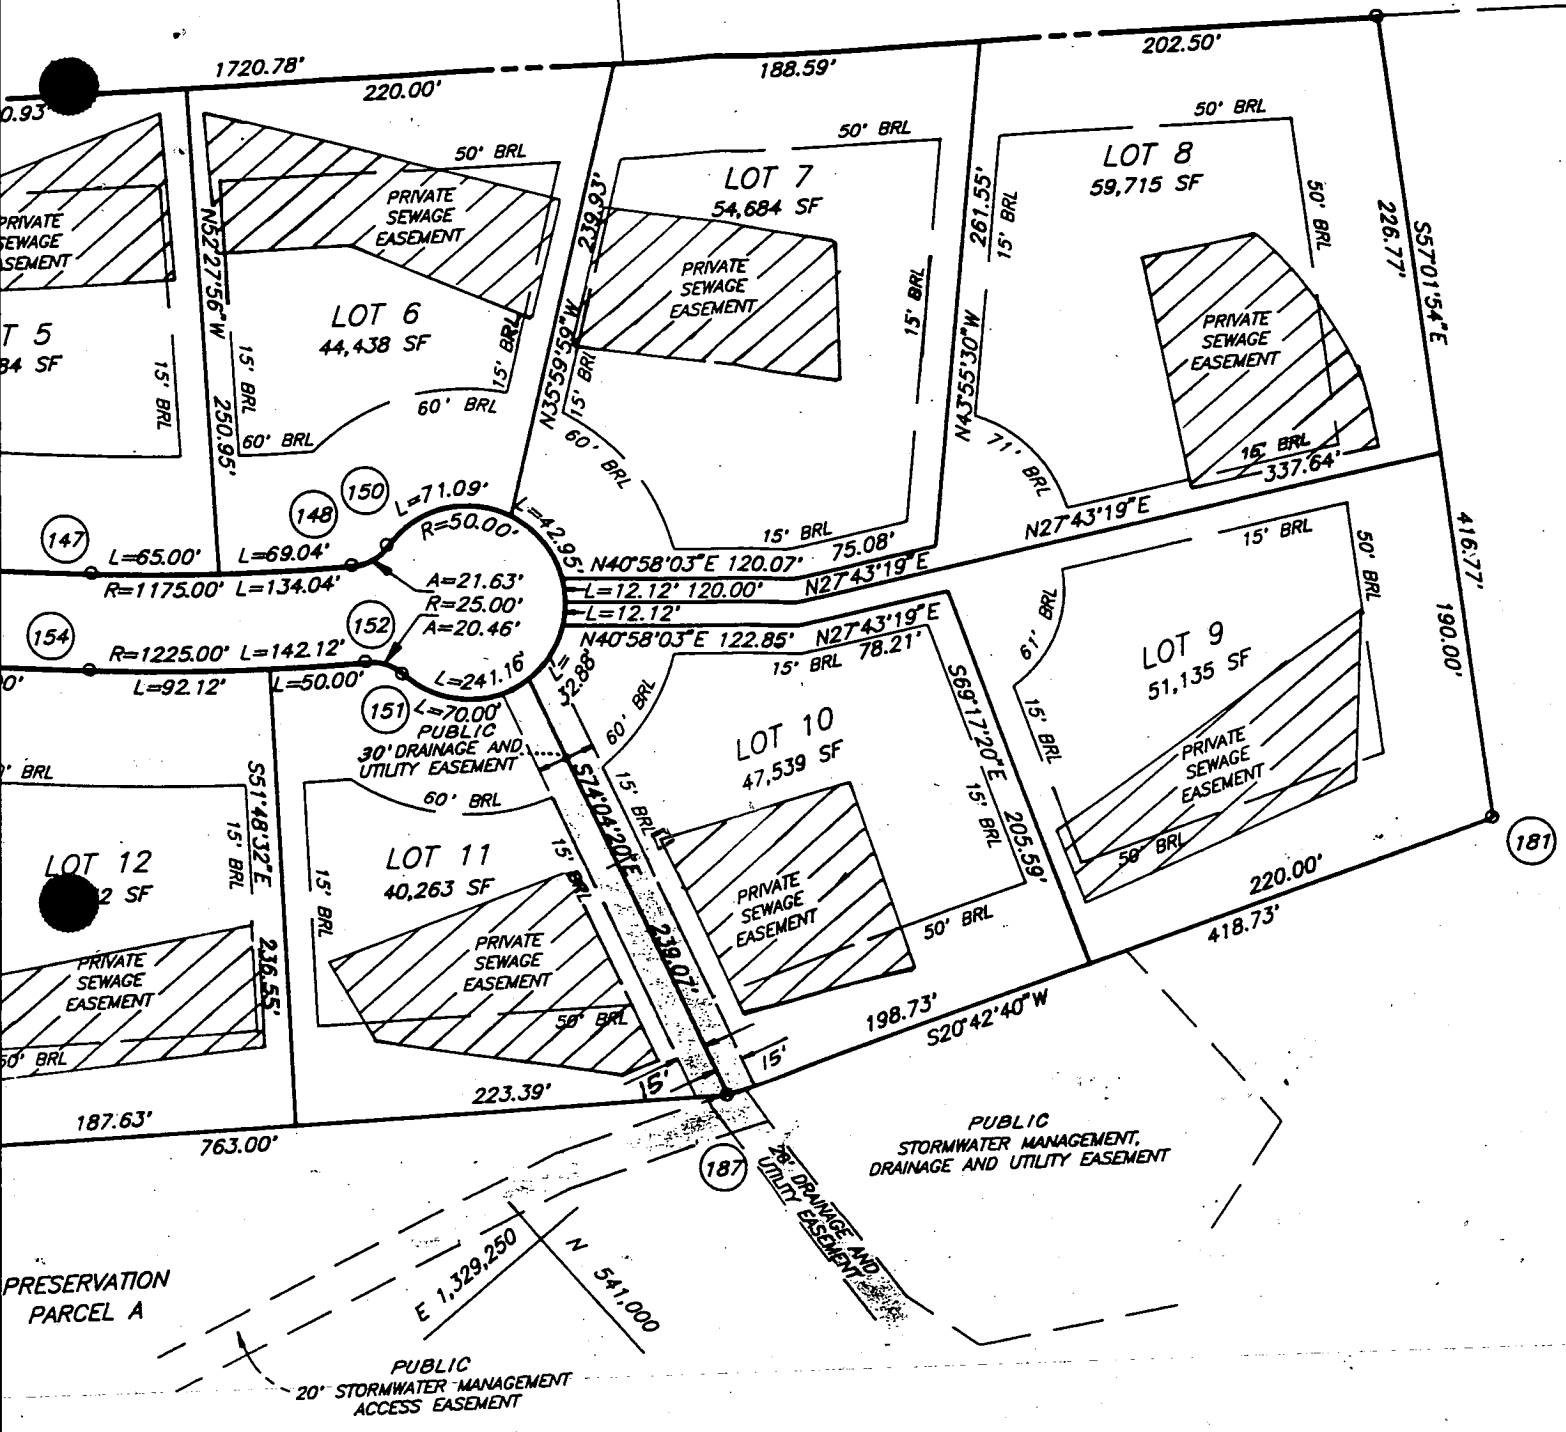 1720.78'
220.00'
188.59'
202.50'
0.93'
50' BRL
50' BRL
50' BRL
LOT 7
54,684 SF
LOT 8
59,715 SF
PRIVATE
SEWAGE
EASEMENT
PRIVATE
SEWAGE
EASEMENT
PRIVATE
SEWAGE
EASEMENT
PRIVATE
SEWAGE
EASEMENT
N52°27'56"W
250.95'
239.93'
N35°59'59"W
261.55'
N43°55'30"W
15' BRL
15' BRL
50' BRL
226.77'
S57°01'54"E
T 5
84 SF
LOT 6
44,438 SF
15' BRL
15' BRL
15' BRL
15' BRL
60' BRL
60' BRL
60' BRL
71' BRL
15' BRL
337.64'
N27°43'19"E
147
148
150
L=71.09'
R=50.00'
L=42.95'
L=65.00'
L=69.04'
R=1175.00' L=134.04'
A=21.63'
R=25.00'
A=20.46'
15' BRL
75.08'
N40°58'03"E 120.07'
N27°43'19"E
L=12.12' 120.00'
L=12.12'
N40°58'03"E 122.85'
N27°43'19"E
15' BRL
78.21'
15' BRL
50' BRL
416.77'
190.00'
61' BRL
LOT 9
51,135 SF
154
152
R=1225.00' L=142.12'
0'
L=92.12'
L=50.00'
L=241.16'
L=
32.88'
151
L=70.00'
PUBLIC
30' DRAINAGE AND
UTILITY EASEMENT
60' BRL
LOT 10
47,539 SF
S69°17'20"E
205.59'
15' BRL
15' BRL
PRIVATE
SEWAGE
EASEMENT
50' BRL
' BRL
S51°48'32"E
236.55'
15' BRL
60' BRL
S74°04'20"E
239.07'
15' BRL
15' BRL
LOT 12
2 SF
LOT 11
40,263 SF
15' BRL
PRIVATE
SEWAGE
EASEMENT
50' BRL
220.00'
418.73'
181
PRIVATE
SEWAGE
EASEMENT
50' BRL
PRIVATE
SEWAGE
EASEMENT
50' BRL
198.73'
S20°42'40"W
15'
15'
223.39'
187.63'
763.00'
187
PUBLIC
STORMWATER MANAGEMENT,
DRAINAGE AND UTILITY EASEMENT
28' DRAINAGE AND
UTILITY EASEMENT
E 1,329,250
N 541,000
PRESERVATION
PARCEL A
PUBLIC
20' STORMWATER MANAGEMENT
ACCESS EASEMENT